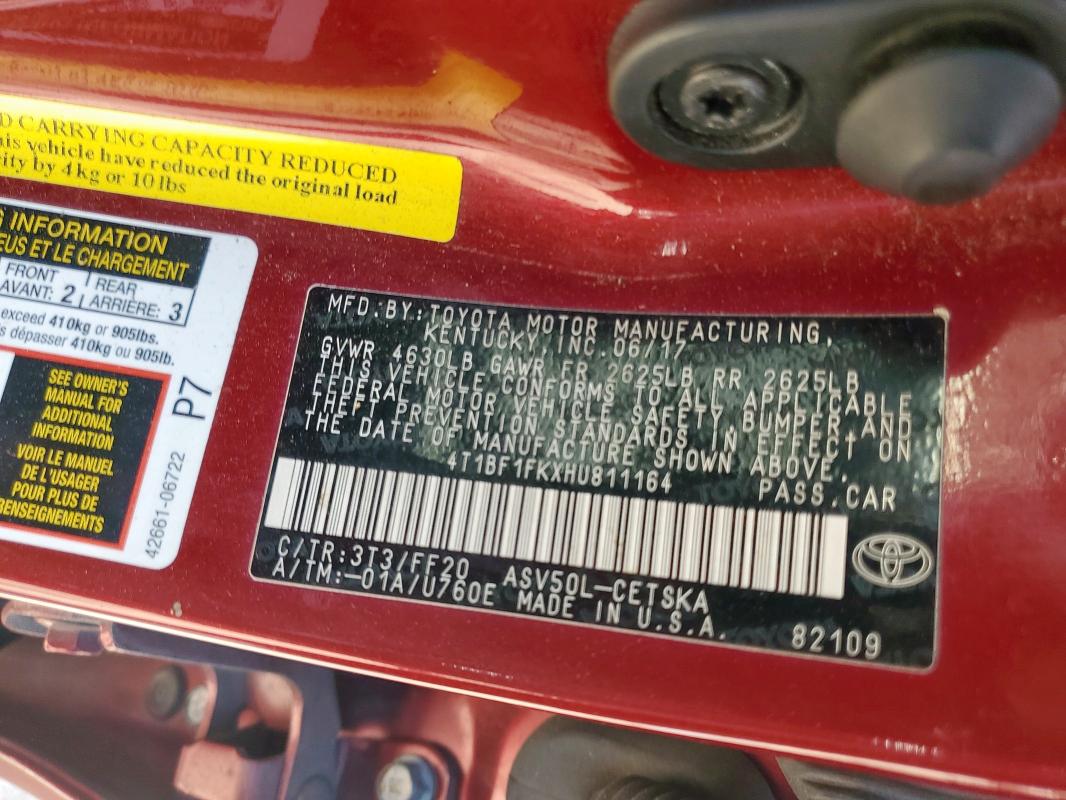 D CARRYING CAPACITY REDUCED
his vehicle have reduced the original load
city by 4kg or 10lbs
G INFORMATION
EUS ET LE CHARGEMENT
FRONT REAR
AVANT: 2 ARRIÈRE: 3
exceed 410kg or 905lbs.
s dépasser 410kg ou 905lb.
SEE OWNER'S
MANUAL FOR
ADDITIONAL
INFORMATION
VOIR LE MANUEL
DE L'USAGER
POUR PLUS DE
RENSEIGNEMENTS
P7
42661-06722
MFD.BY:TOYOTA MOTOR MANUFACTURING,
KENTUCKY,INC.06/17
GVWR 4630LB GAWR FR 2625LB RR 2625LB
THIS VEHICLE CONFORMS TO ALL APPLICABLE
FEDERAL MOTOR VEHICLE SAFETY,BUMPER,AND
THEFT PREVENTION STANDARDS IN EFFECT ON
THE DATE OF MANUFACTURE SHOWN ABOVE.
4T1BF1FKXHU811164 PASS.CAR
C/TR:3T3/FF20 ASV50L-CETSKA
A/TM:-01A/U760E MADE IN U.S.A. 82109